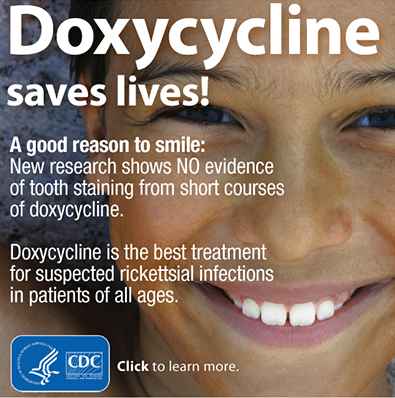 Doxycycline
saves lives!
A good reason to smile:
New research shows NO evidence
of tooth staining from short courses
of doxycycline.
Doxycycline is the best treatment
for suspected rickettsial infections
in patients of all ages.
CDC
Click to learn more.